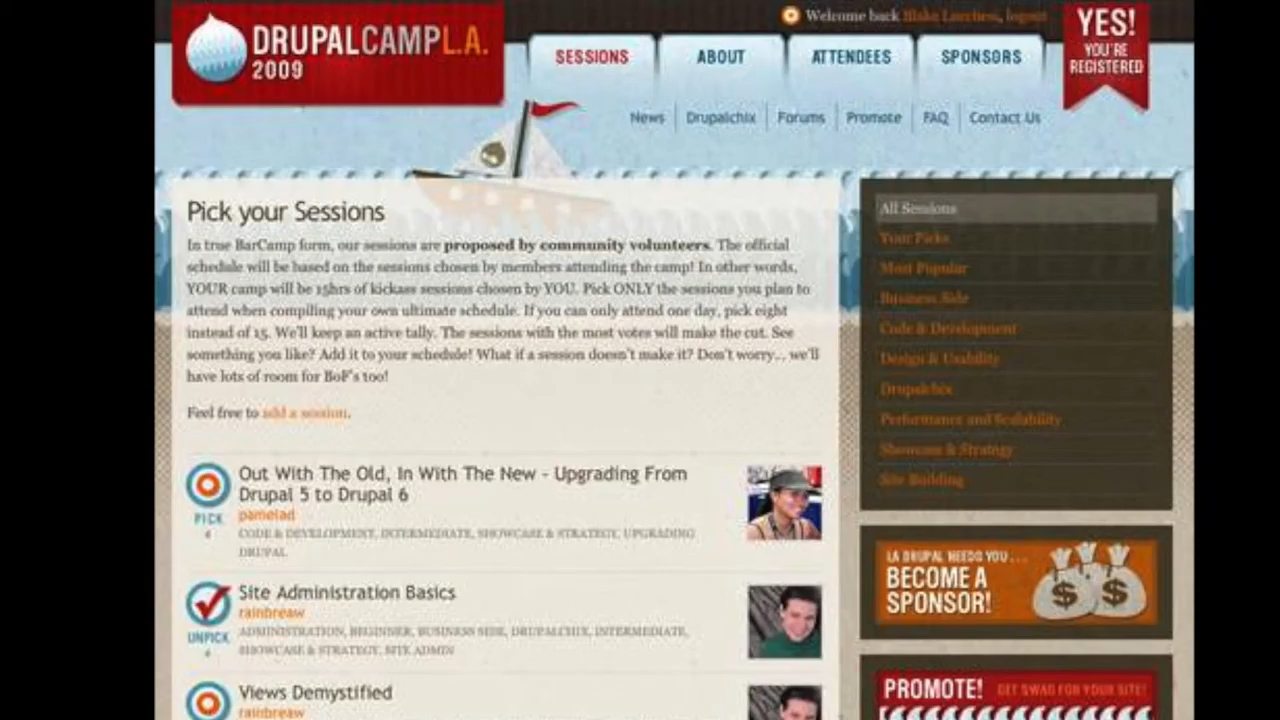 DRUPALCAMPL.A.
2009
Welcome back Blake Lucchesi, logout
YES!
YOU'RE
REGISTERED
SESSIONS
ABOUT
ATTENDEES
SPONSORS
News
Drupalchix
Forums
Promote
FAQ
Contact Us
Pick your Sessions
In true BarCamp form, our sessions are proposed by community volunteers. The official
schedule will be based on the sessions chosen by members attending the camp! In other words,
YOUR camp will be 15hrs of kickass sessions chosen by YOU. Pick ONLY the sessions you plan to
attend when compiling your own ultimate schedule. If you can only attend one day, pick eight
instead of 15. We'll keep an active tally. The sessions with the most votes will make the cut. See
something you like? Add it to your schedule! What if a session doesn't make it? Don't worry... we'll
have lots of room for BoF's too!
Feel free to add a session.
Out With The Old, In With The New - Upgrading From
Drupal 5 to Drupal 6
pamelad
CODE & DEVELOPMENT, INTERMEDIATE, SHOWCASE & STRATEGY, UPGRADING
DRUPAL
PICK
Site Administration Basics
rainbreaw
ADMINISTRATION, BEGINNER, BUSINESS SIDE, DRUPALCHIX, INTERMEDIATE,
SHOWCASE & STRATEGY, SITE ADMIN
UNPICK
Views Demystified
rainbreaw
All Sessions
Your Picks
Most Popular
Business Side
Code & Development
Design & Usability
Drupalchix
Performance and Scalability
Showcase & Strategy
Site Building
LA DRUPAL NEEDS YOU...
BECOME A
SPONSOR!
$ $
PROMOTE! GET SWAG FOR YOUR SITE!